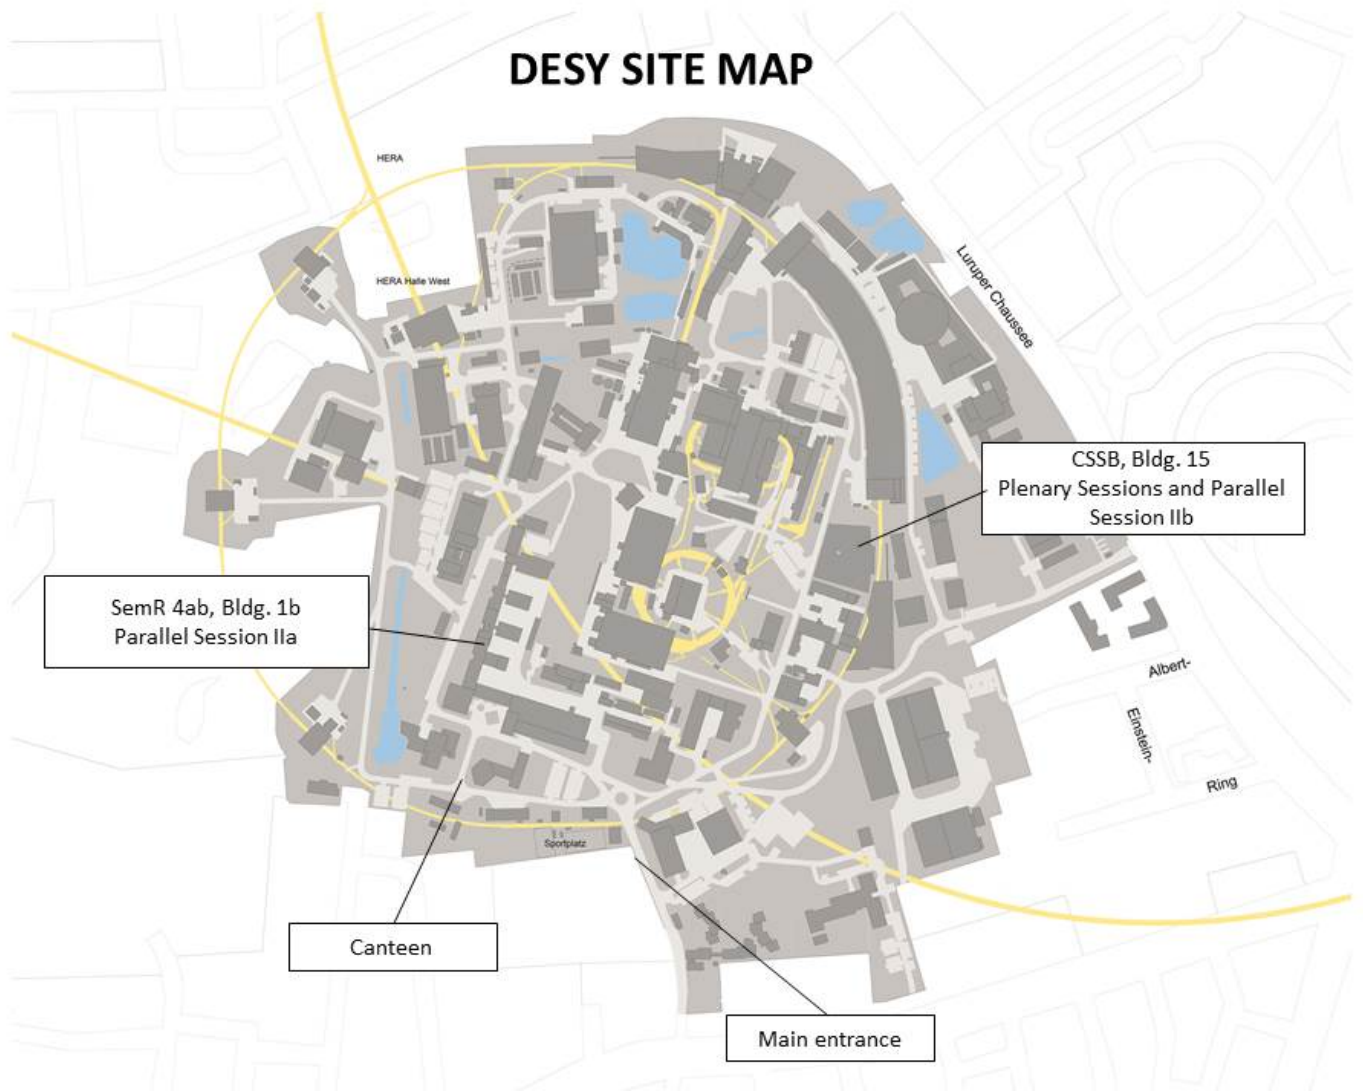 DESY SITE MAP
HERA
HERA Halle West
Luruper Chaussee
CSSB, Bldg. 15
Plenary Sessions and Parallel
Session IIb
SemR 4ab, Bldg. 1b
Parallel Session IIa
Albert-
Einstein-
Ring
Sportplatz
Canteen
Main entrance